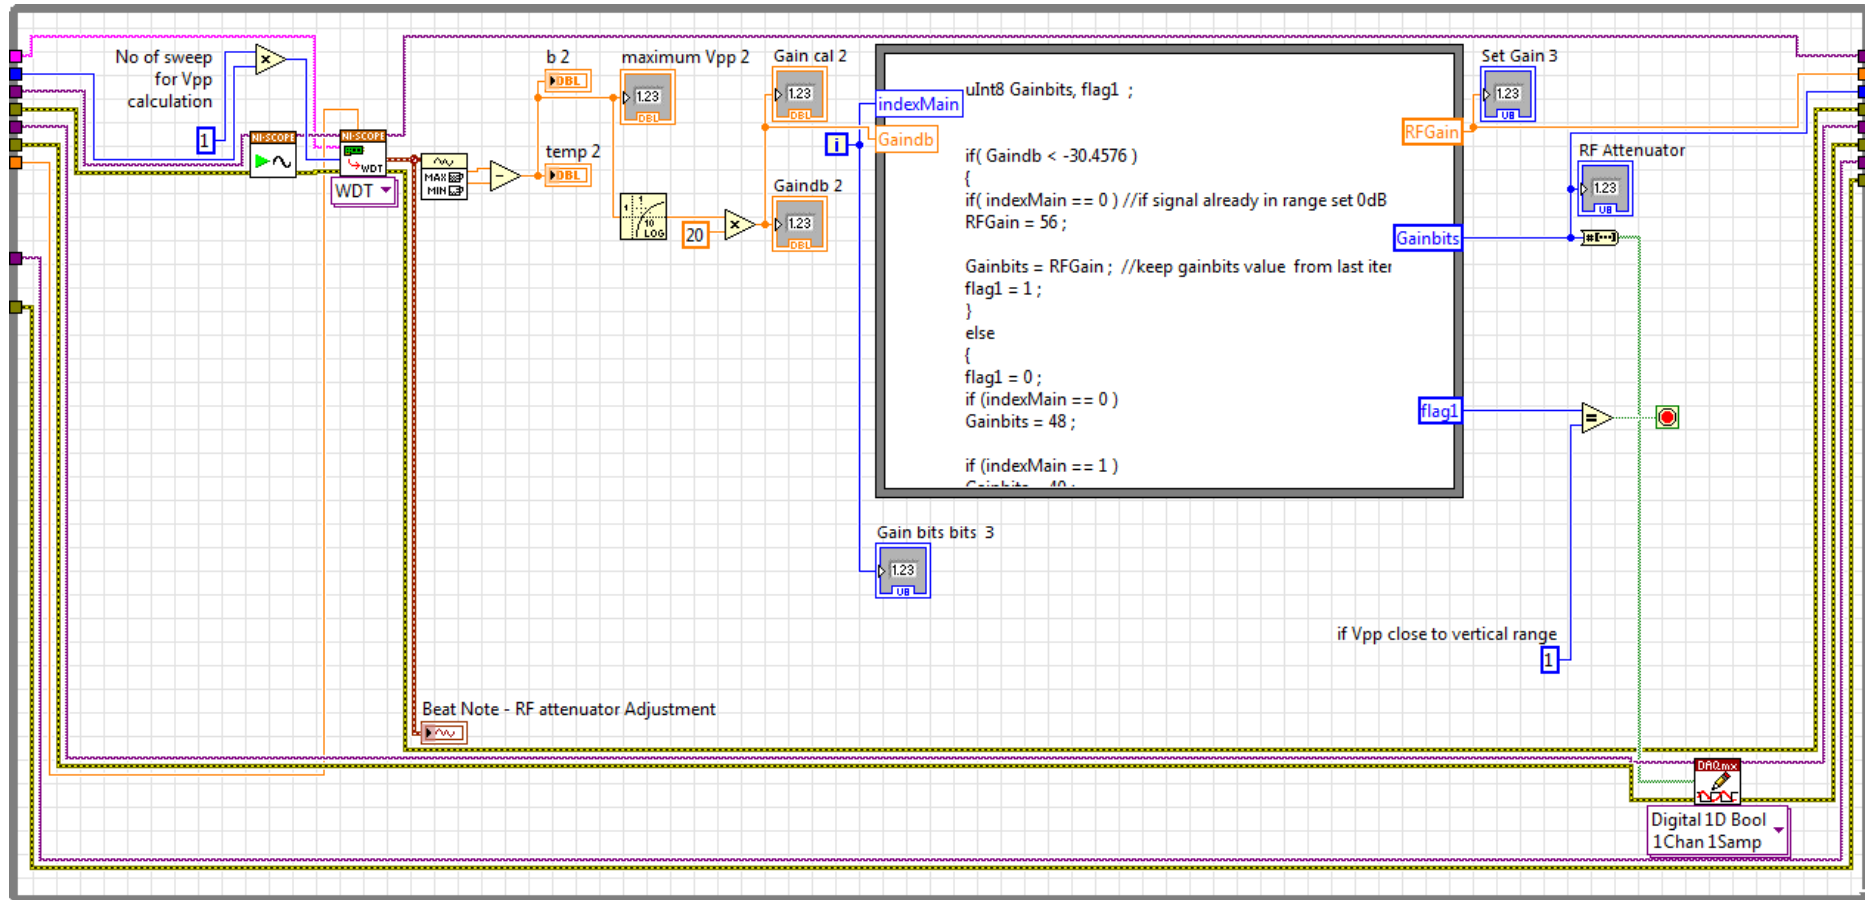 No of sweep
for Vpp
calculation
1
NI-SCOPE
NI-SCOPE
WDT
WDT
MAX
MIN
b 2
DBL
temp 2
DBL
maximum Vpp 2
1.23
DBL
1
10
LOG
20
Gain cal 2
1.23
DBL
Gaindb 2
1.23
DBL
i
indexMain
Gaindb
uInt8 Gainbits, flag1  ;
if( Gaindb < -30.4576 )
{
if( indexMain == 0 ) //if signal already in range set 0dB
RFGain = 56 ;
Gainbits = RFGain ;  //keep gainbits value  from last iter
flag1 = 1 ;
}
else
{
flag1 = 0 ;
if (indexMain == 0 )
Gainbits = 48 ;
if (indexMain == 1 )
RFGain
Gainbits
flag1
Set Gain 3
1.23
U8
RF Attenuator
1.23
U8
#[...]
=
Gain bits bits  3
1.23
U8
if Vpp close to vertical range
1
Beat Note - RF attenuator Adjustment
DAQmx
Digital 1D Bool
1Chan 1Samp